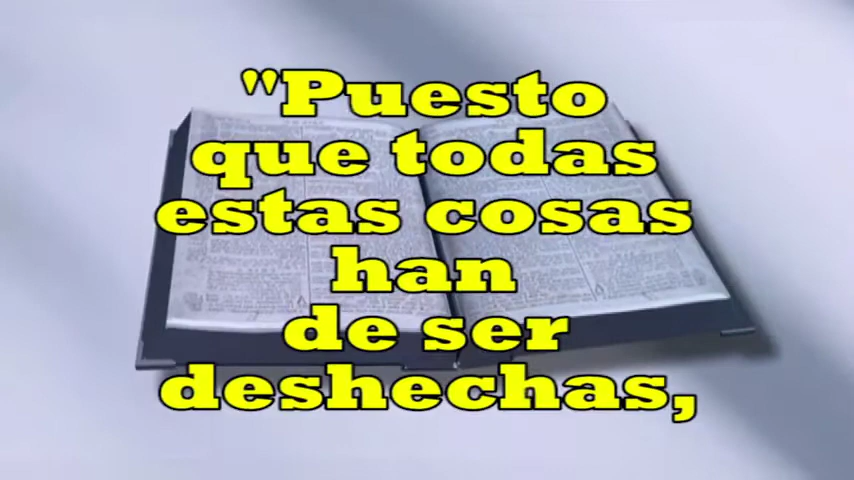 "Puesto
que todas
estas cosas
han
de ser
deshechas,